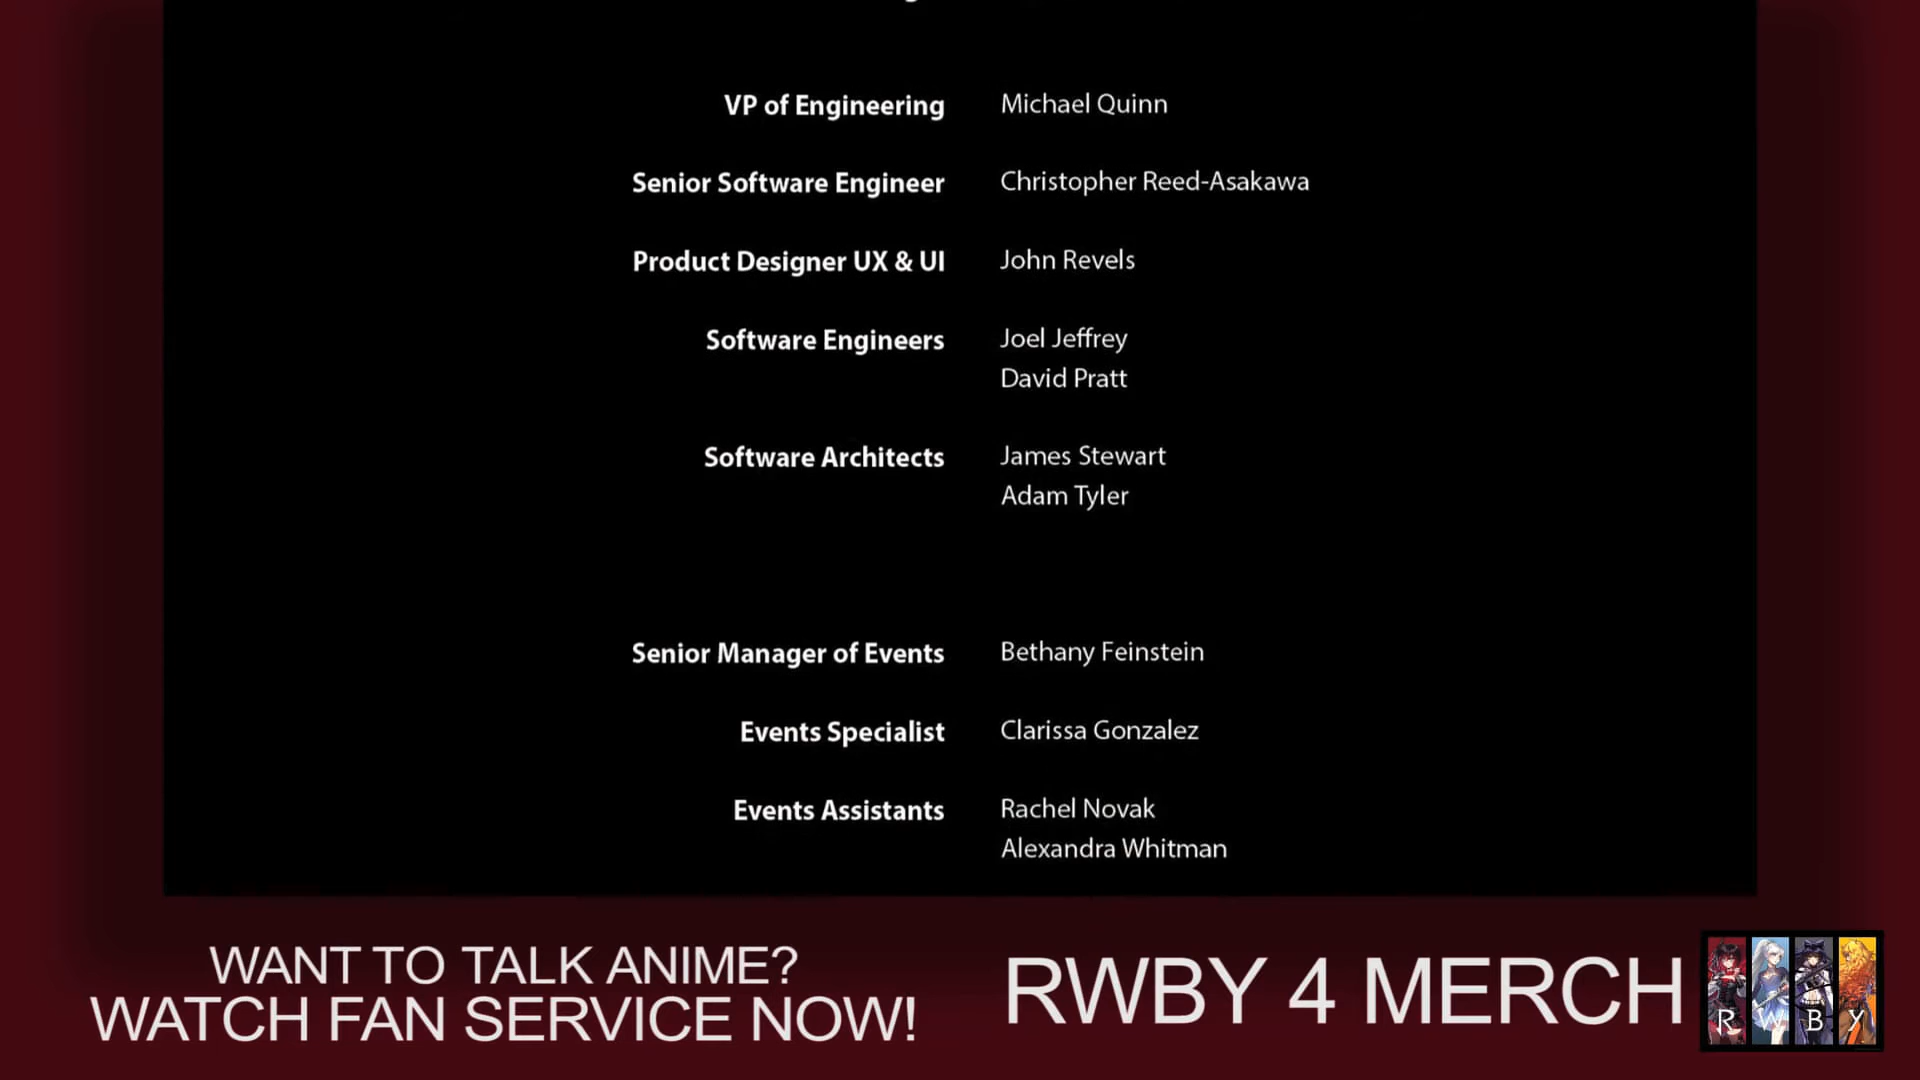 VP of Engineering Michael Quinn
Senior Software Engineer Christopher Reed-Asakawa
Product Designer UX & UI John Revels
Software Engineers Joel Jeffrey
David Pratt
Software Architects James Stewart
Adam Tyler
Senior Manager of Events Bethany Feinstein
Events Specialist Clarissa Gonzalez
Events Assistants Rachel Novak
Alexandra Whitman
WANT TO TALK ANIME?
WATCH FAN SERVICE NOW!
RWBY 4 MERCH
R W B Y